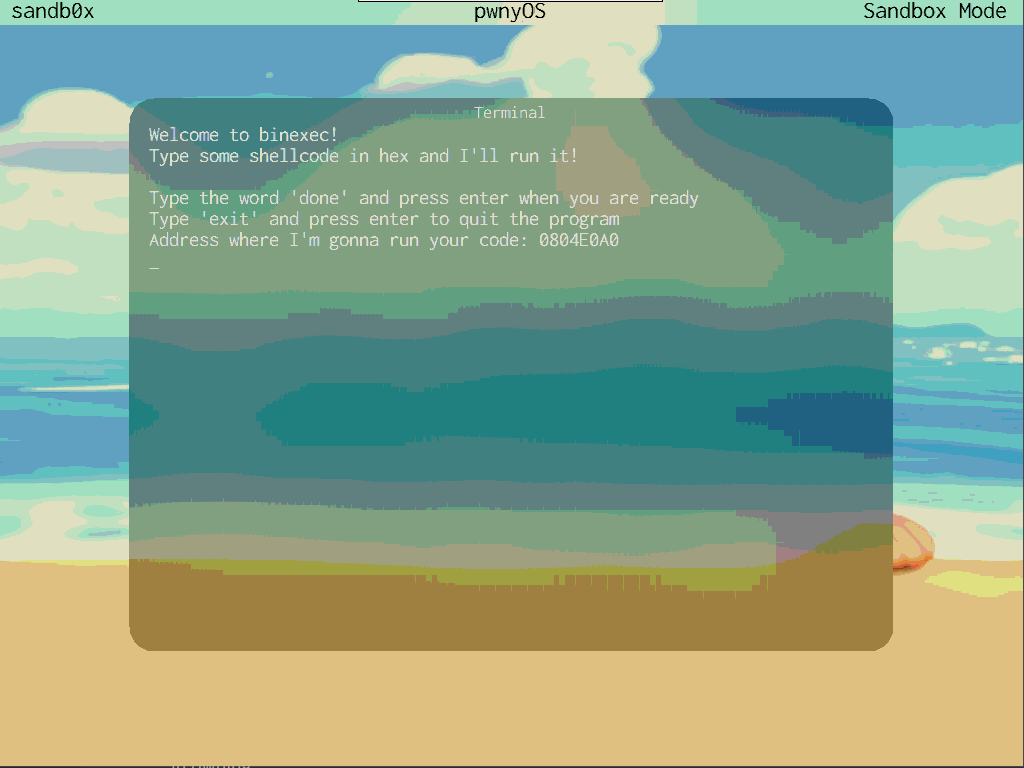 sandb0x pwnyOS Sandbox Mode
Terminal
Welcome to binexec!
Type some shellcode in hex and I'll run it!
Type the word 'done' and press enter when you are ready
Type 'exit' and press enter to quit the program
Address where I'm gonna run your code: 0804E0A0
_